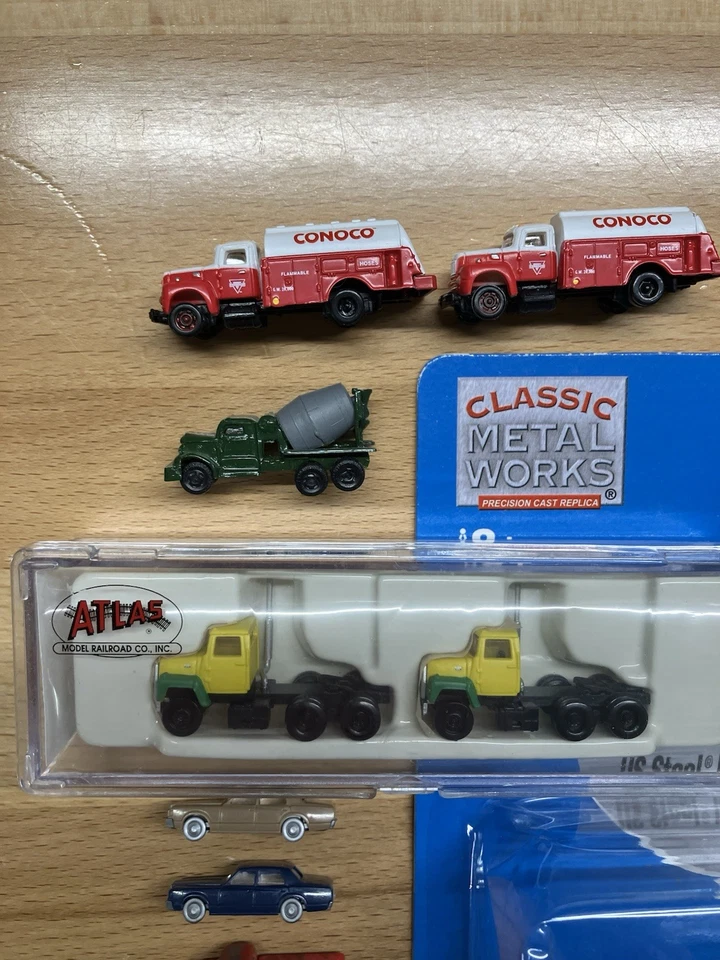 CONOCO
CONOCO
FLAMMABLE
HOSES
FLAMMABLE
HOSES
CLASSIC
METAL
WORKS®
PRECISION CAST REPLICA
ATLAS®
MODEL RAILROAD CO., INC.
US Steel®